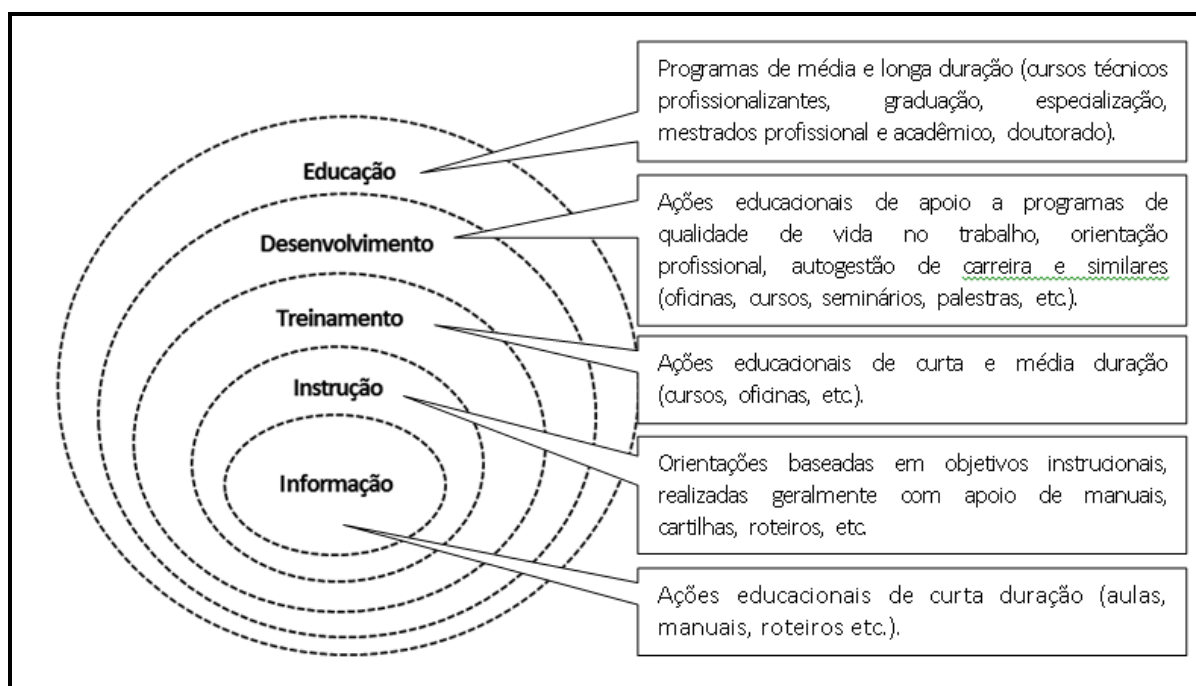 Programas de média e longa duração (cursos técnicos
profissionalizantes, graduação, especialização,
mestrados profissional e acadêmico, doutorado).
Educação
Ações educacionais de apoio a programas de
qualidade de vida no trabalho, orientação
profissional, autogestão de carreira e similares
(oficinas, cursos, seminários, palestras, etc.).
Desenvolvimento
Treinamento
Ações educacionais de curta e média duração
(cursos, oficinas, etc.).
Instrução
Orientações baseadas em objetivos instrucionais,
realizadas geralmente com apoio de manuais,
cartilhas, roteiros, etc.
Informação
Ações educacionais de curta duração (aulas,
manuais, roteiros etc.).